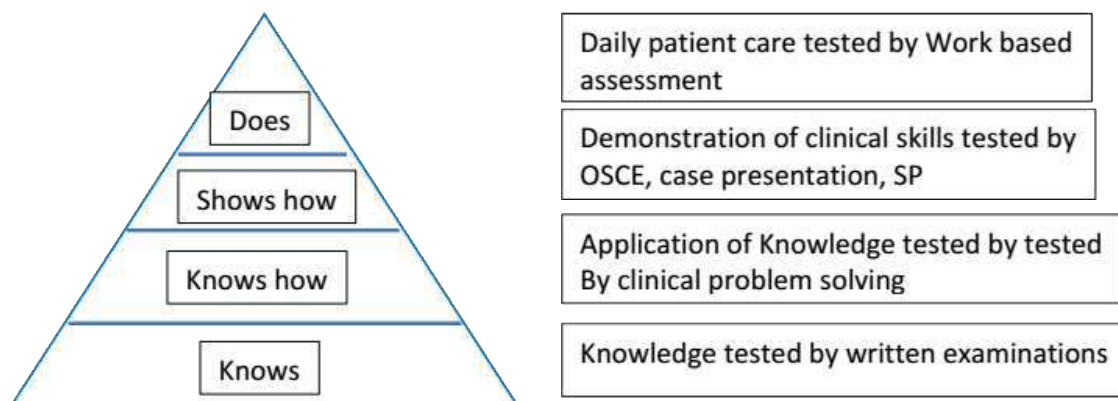 Does
Daily patient care tested by Work based
assessment
Shows how
Demonstration of clinical skills tested by
OSCE, case presentation, SP
Knows how
Application of Knowledge tested by tested
By clinical problem solving
Knows
Knowledge tested by written examinations